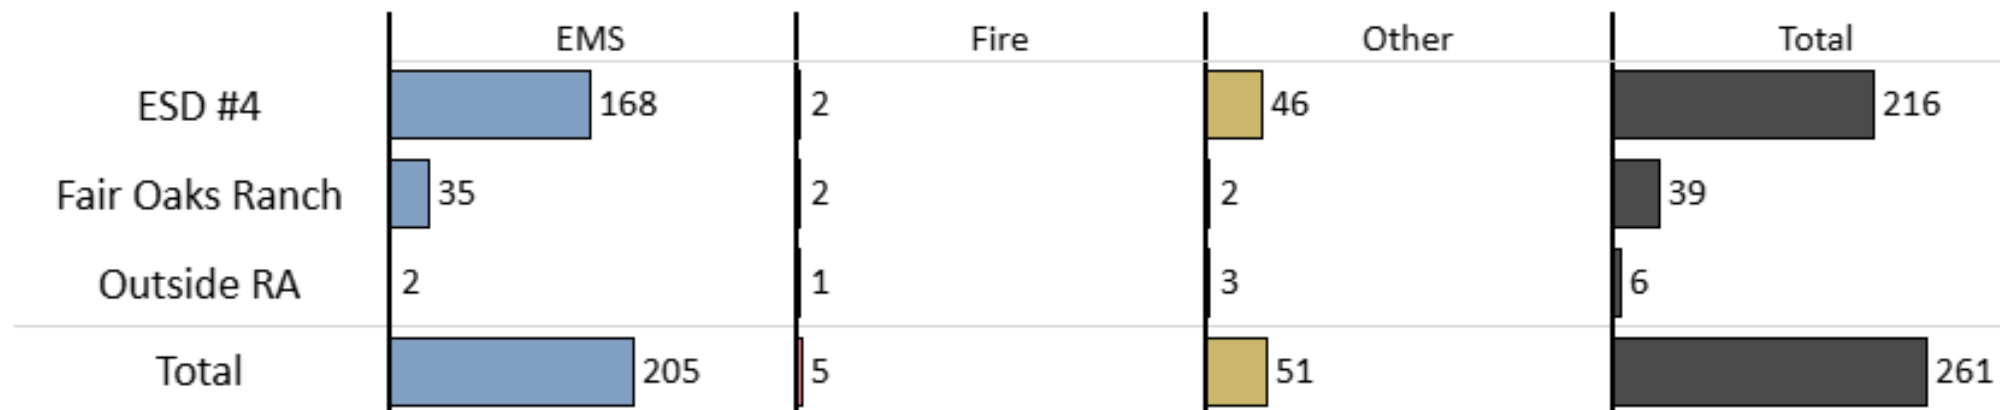 EMS Fire Other Total
ESD #4 168 2 46 216
Fair Oaks Ranch 35 2 2 39
Outside RA 2 1 3 6
Total 205 5 51 261